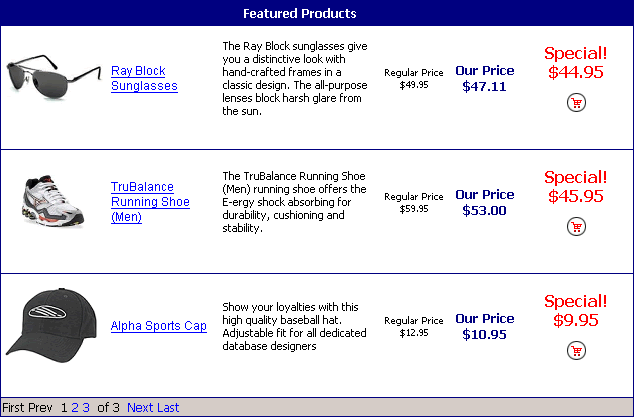 Featured Products
Ray Block
Sunglasses
The Ray Block sunglasses give
you a distinctive look with
hand-crafted frames in a
classic design. The all-purpose
lenses block harsh glare from
the sun.
Regular Price
$49.95
Our Price
$47.11
Special!
$44.95
TruBalance
Running Shoe
(Men)
The TruBalance Running Shoe
(Men) running shoe offers the
E-ergy shock absorbing for
durability, cushioning and
stability.
Regular Price
$59.95
Our Price
$53.00
Special!
$45.95
Alpha Sports Cap
Show your loyalties with this
high quality baseball hat.
Adjustable fit for all dedicated
database designers
Regular Price
$12.95
Our Price
$10.95
Special!
$9.95
First Prev 1 2 3 of 3 Next Last